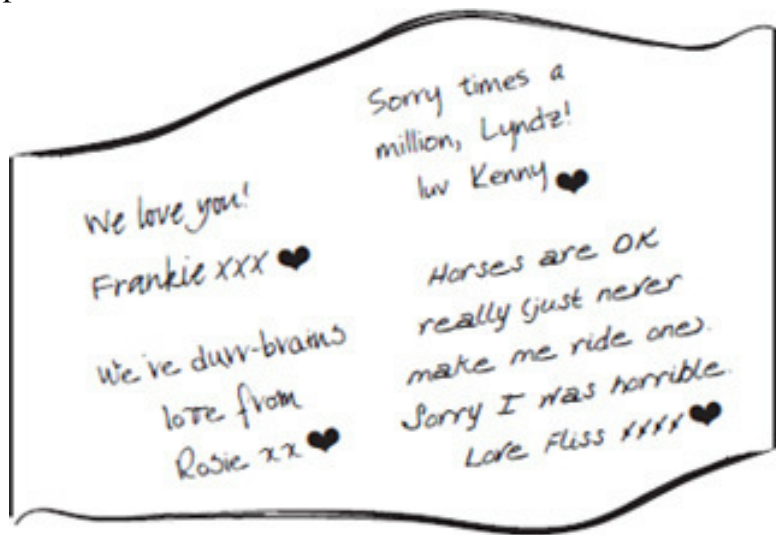 We love you!
Frankie xxx
We're durr-brains
love from
Rosie xx
Sorry times a
million, Lyndz!
luv Kenny
Horses are OK
really (just never
make me ride one).
Sorry I was horrible.
Love Fliss xxxx